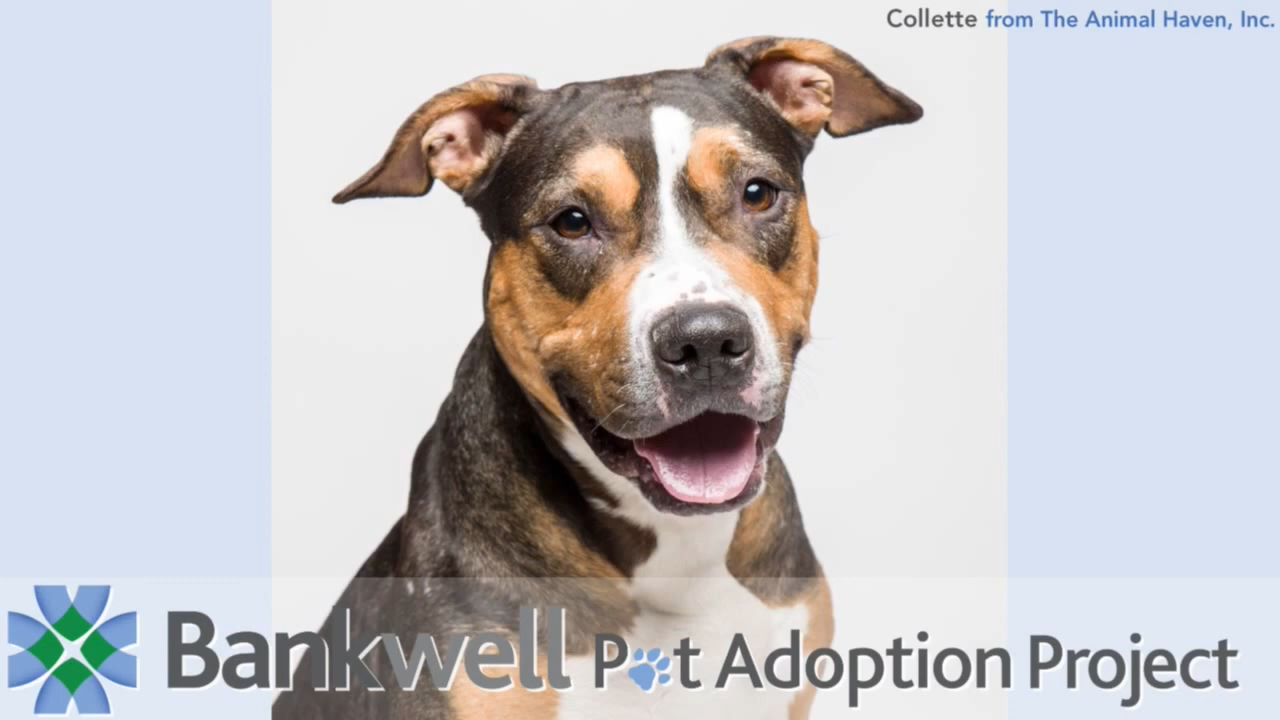 Collette from The Animal Haven, Inc.
Bankwell Pet Adoption Project